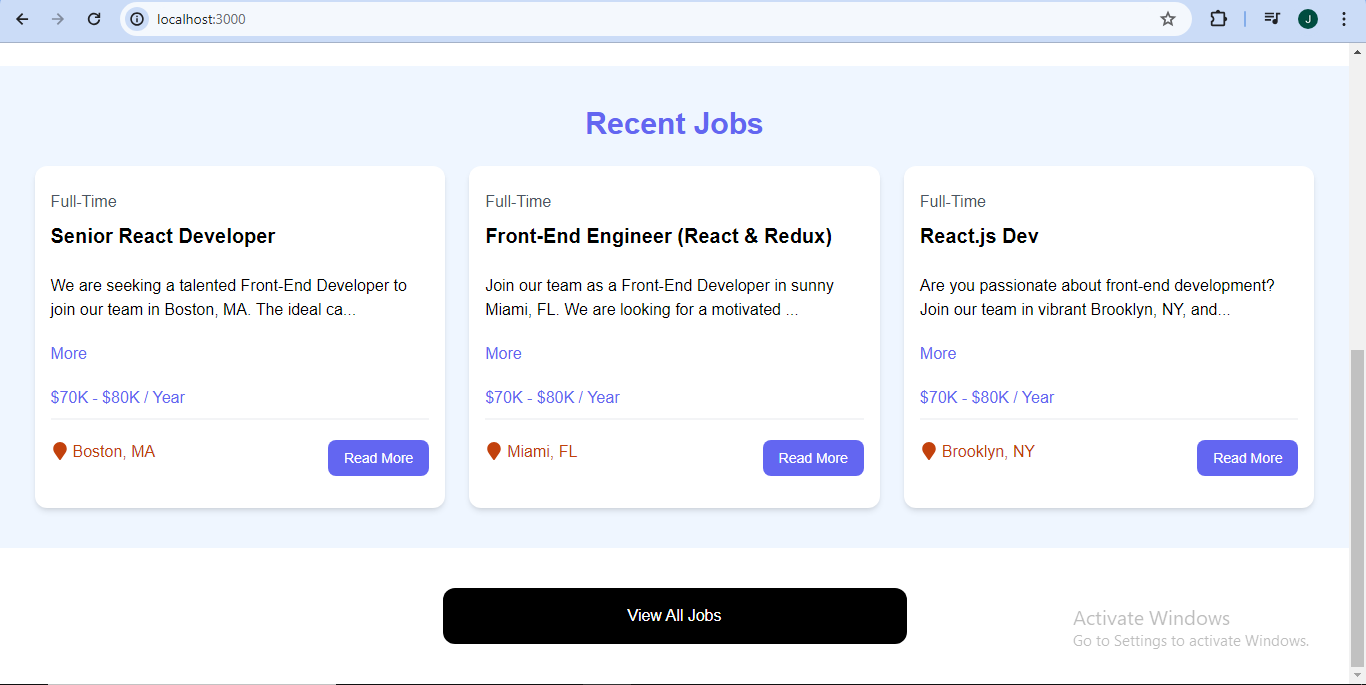 localhost:3000
J
Recent Jobs
Full-Time
Senior React Developer
We are seeking a talented Front-End Developer to
join our team in Boston, MA. The ideal ca...
More
$70K - $80K / Year
Boston, MA
Read More
Full-Time
Front-End Engineer (React & Redux)
Join our team as a Front-End Developer in sunny
Miami, FL. We are looking for a motivated ...
More
$70K - $80K / Year
Miami, FL
Read More
Full-Time
React.js Dev
Are you passionate about front-end development?
Join our team in vibrant Brooklyn, NY, and...
More
$70K - $80K / Year
Brooklyn, NY
Read More
View All Jobs
Activate Windows
Go to Settings to activate Windows.